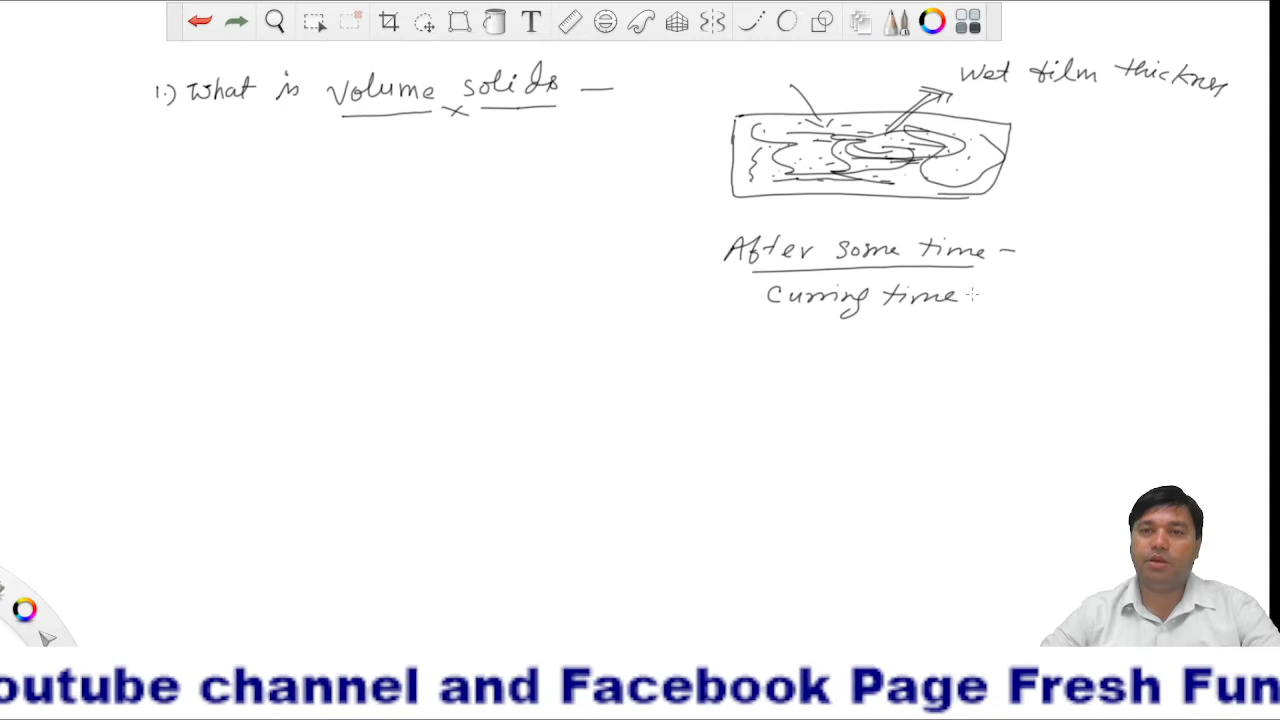 1.) What is volume solids —
Wet film thickness
After some time -
Curring time -
outube channel and Facebook Page Fresh Fun